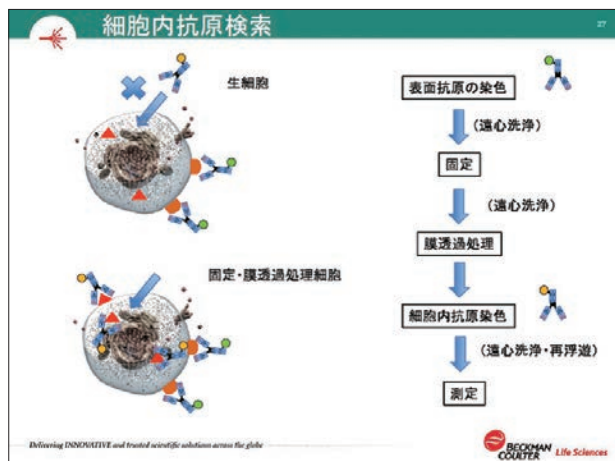 細胞内抗原検索
27
生細胞
固定・膜透過処理細胞
表面抗原の染色
(遠心洗浄)
固定
(遠心洗浄)
膜透過処理
細胞内抗原染色
(遠心洗浄・再浮遊)
測定
Delivering INNOVATIVE and trusted scientific solutions across the globe
BECKMAN
COULTER Life Sciences